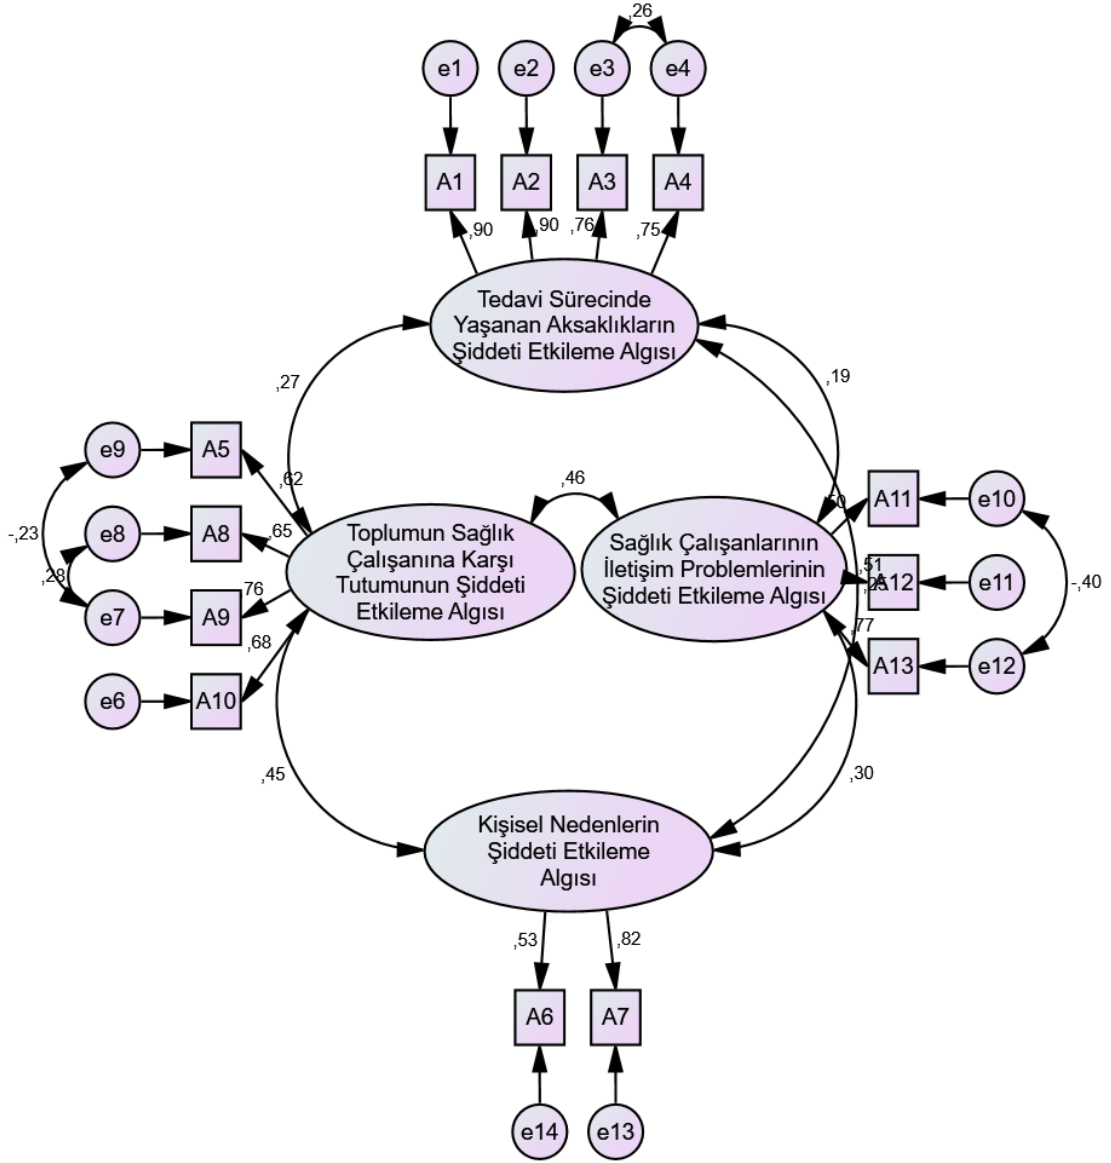 ,26
e1 e2 e3 e4
A1 A2 A3 A4
,90 ,90 ,76 ,75
Tedavi Sürecinde
Yaşanan Aksaklıkların
Şiddeti Etkileme Algısı
,27
,19
e9 A5
,62
-,23
e8 A8
,65
,28
e7 A9
76
,68
e6 A10
,46
Toplumun Sağlık
Çalışanına Karşı
Tutumunun Şiddeti
Etkileme Algısı
Sağlık Çalışanlarının
İletişim Problemlerinin
Şiddeti Etkileme Algısı
A11 e10
,51
,25
A12 e11
-,40
,77
A13 e12
,45
,30
Kişisel Nedenlerin
Şiddeti Etkileme
Algısı
,53 ,82
A6 A7
e14 e13